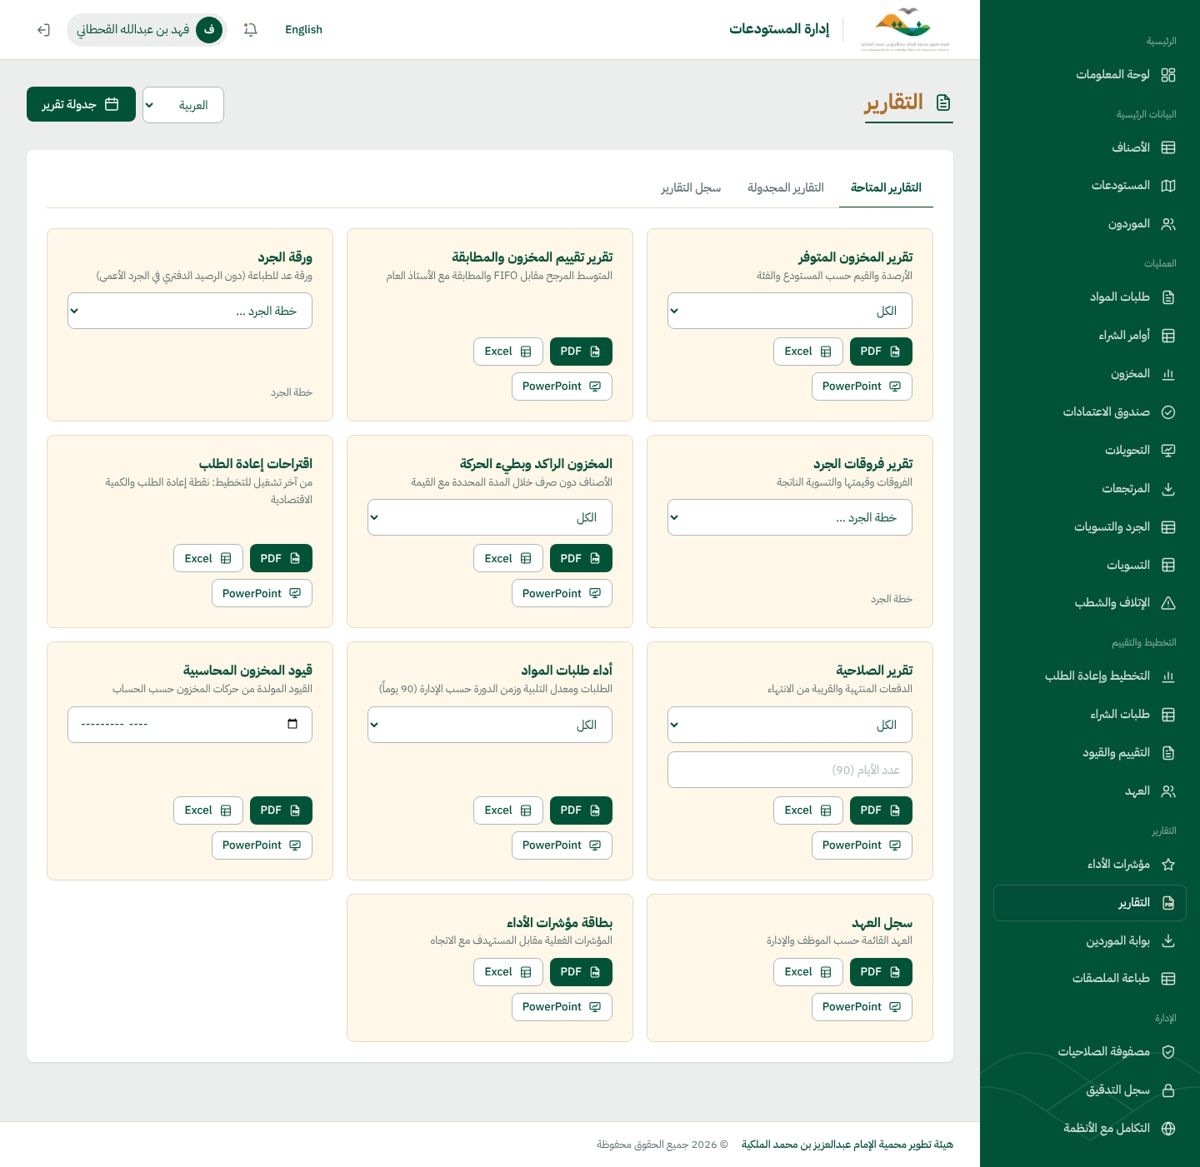 إدارة المستودعات
English
ف
فهد بن عبدالله القحطاني
الرئيسية
لوحة المعلومات
البيانات الرئيسية
الأصناف
المستودعات
الموردون
العمليات
طلبات المواد
أوامر الشراء
المخزون
صندوق الاعتمادات
التحويلات
المرتجعات
الجرد والتسويات
التسويات
الإتلاف والشطب
التخطيط والتقييم
التخطيط وإعادة الطلب
طلبات الشراء
التقييم والقيود
العهد
التقارير
مؤشرات الأداء
التقارير
بوابة الموردين
طباعة الملصقات
الإدارة
مصفوفة الصلاحيات
سجل التدقيق
التكامل مع الأنظمة
التقارير
العربية
جدولة تقرير
التقارير المتاحة
التقارير المجدولة
سجل التقارير
تقرير المخزون المتوفر
الأرصدة والقيم حسب المستودع والفئة
الكل
PDF
Excel
PowerPoint
تقرير تقييم المخزون والمطابقة
المتوسط المرجح مقابل FIFO والمطابقة مع الأستاذ العام
PDF
Excel
PowerPoint
ورقة الجرد
ورقة عد للطباعة (دون الرصيد الدفتري في الجرد الأعمى)
خطة الجرد ...
خطة الجرد
تقرير فروقات الجرد
الفروقات وقيمتها والتسوية الناتجة
خطة الجرد ...
خطة الجرد
المخزون الراكد وبطيء الحركة
الأصناف دون صرف خلال المدة المحددة مع القيمة
الكل
PDF
Excel
PowerPoint
اقتراحات إعادة الطلب
من آخر تشغيل للتخطيط: نقطة إعادة الطلب والكمية
الاقتصادية
PDF
Excel
PowerPoint
تقرير الصلاحية
الدفعات المنتهية والقريبة من الانتهاء
الكل
عدد الأيام (90)
PDF
Excel
PowerPoint
أداء طلبات المواد
الطلبات ومعدل التلبية وزمن الدورة حسب الإدارة (90 يوماً)
الكل
PDF
Excel
PowerPoint
قيود المخزون المحاسبية
القيود المولدة من حركات المخزون حسب الحساب
--------- ----
PDF
Excel
PowerPoint
سجل العهد
العهد القائمة حسب الموظف والإدارة
PDF
Excel
PowerPoint
بطاقة مؤشرات الأداء
المؤشرات الفعلية مقابل المستهدف مع الاتجاه
PDF
Excel
PowerPoint
هيئة تطوير محمية الإمام عبدالعزيز بن محمد الملكية
© 2026 جميع الحقوق محفوظة